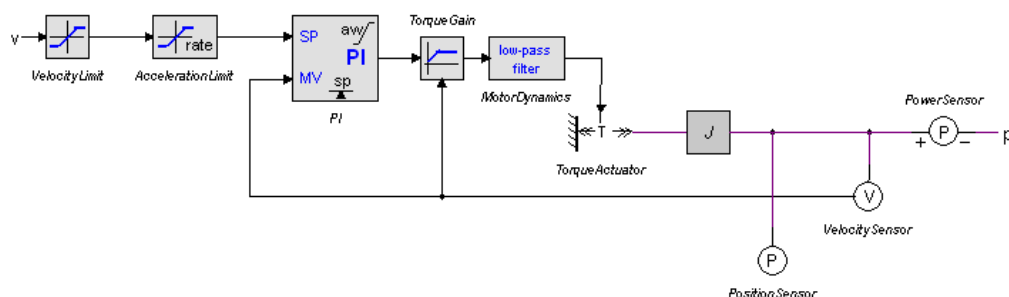 TorqueGain
v
rate
SP
aw
PI
MV
sp
low-pass
filter
VelocityLimit
AccelerationLimit
PI
MotorDynamics
PowerSensor
T
J
+
P
−
p
TorqueActuator
V
VelocitySensor
P
PositionSensor